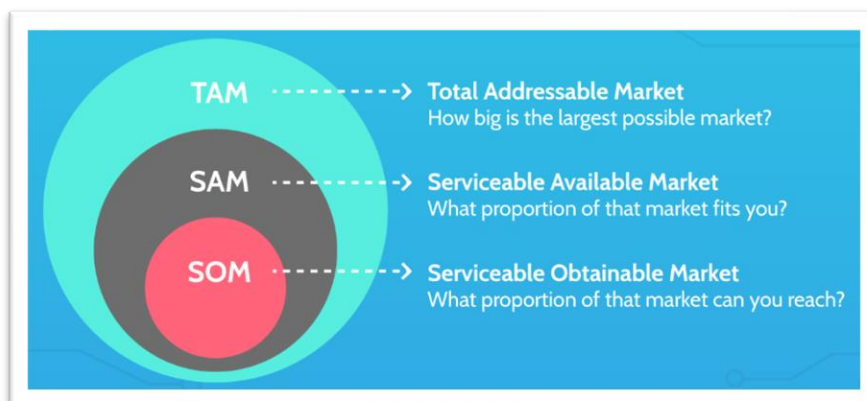 TAM
Total Addressable Market
How big is the largest possible market?
SAM
Serviceable Available Market
What proportion of that market fits you?
SOM
Serviceable Obtainable Market
What proportion of that market can you reach?